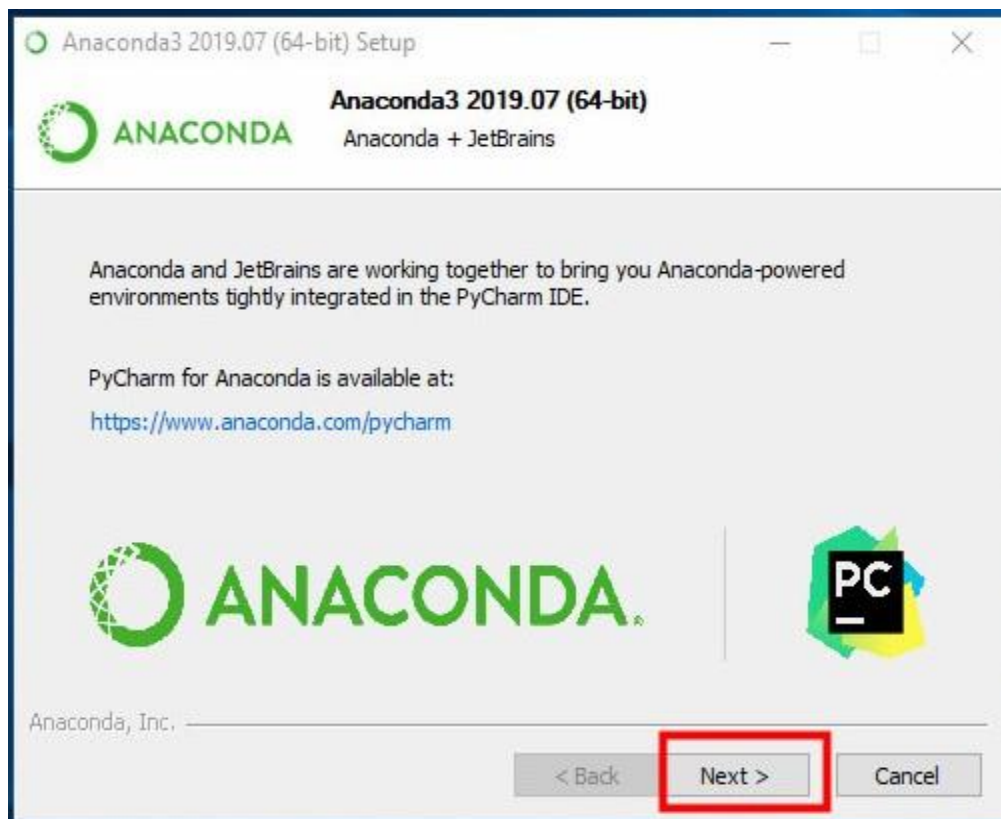 Anaconda3 2019.07 (64-bit) Setup
ANACONDA
Anaconda3 2019.07 (64-bit)
Anaconda + JetBrains
Anaconda and JetBrains are working together to bring you Anaconda-powered
environments tightly integrated in the PyCharm IDE.
PyCharm for Anaconda is available at:
https://www.anaconda.com/pycharm
ANACONDA.®
PC
Anaconda, Inc.
< Back Next > Cancel